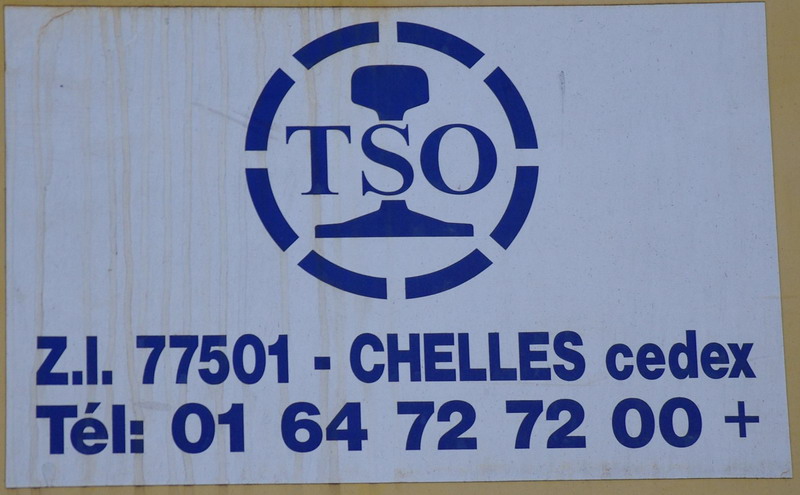 TSO
Z.I. 77501 - CHELLES cedex
Tél: 01 64 72 72 00 +